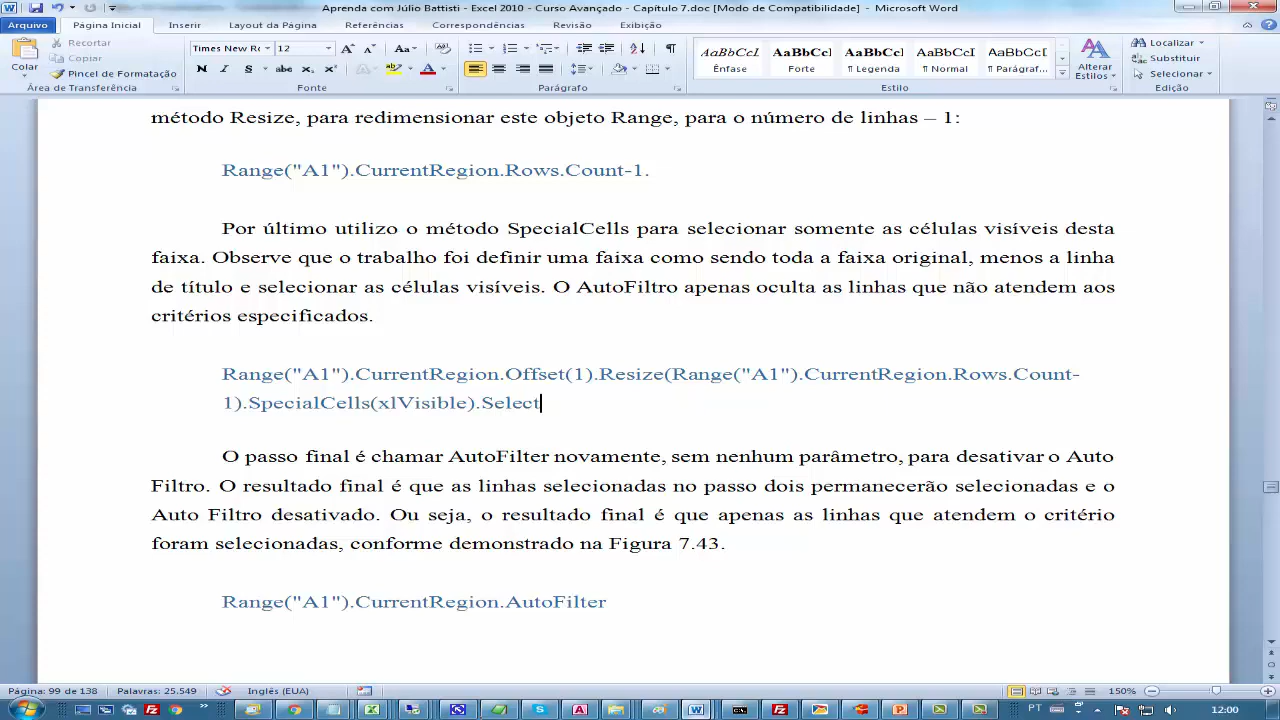 Aprenda com Júlio Battisti - Excel 2010 - Curso Avançado - Capítulo 7.doc [Modo de Compatibilidade] - Microsoft Word
Arquivo Página Inicial Inserir Layout da Página Referências Correspondências Revisão Exibição
Colar
Recortar
Copiar
Pincel de Formatação
Área de Transferência
Times New Ro 12
Fonte
Parágrafo
AaBbCcI AaBbCcI AaBbCcI AaBbCcI AaBbCcI
Ênfase Forte ¶ Legenda ¶ Normal ¶ Parágraf...
Alterar
Estilos
Estilo
Localizar
Substituir
Selecionar
Edição
método Resize, para redimensionar este objeto Range, para o número de linhas – 1:
Range("A1").CurrentRegion.Rows.Count-1.
Por último utilizo o método SpecialCells para selecionar somente as células visíveis desta
faixa. Observe que o trabalho foi definir uma faixa como sendo toda a faixa original, menos a linha
de título e selecionar as células visíveis. O AutoFiltro apenas oculta as linhas que não atendem aos
critérios especificados.
Range("A1").CurrentRegion.Offset(1).Resize(Range("A1").CurrentRegion.Rows.Count-
1).SpecialCells(xlVisible).Select
O passo final é chamar AutoFilter novamente, sem nenhum parâmetro, para desativar o Auto
Filtro. O resultado final é que as linhas selecionadas no passo dois permanecerão selecionadas e o
Auto Filtro desativado. Ou seja, o resultado final é que apenas as linhas que atendem o critério
foram selecionadas, conforme demonstrado na Figura 7.43.
Range("A1").CurrentRegion.AutoFilter
Página: 99 de 138 Palavras: 25.549 Inglês (EUA) 150%
PT 12:00